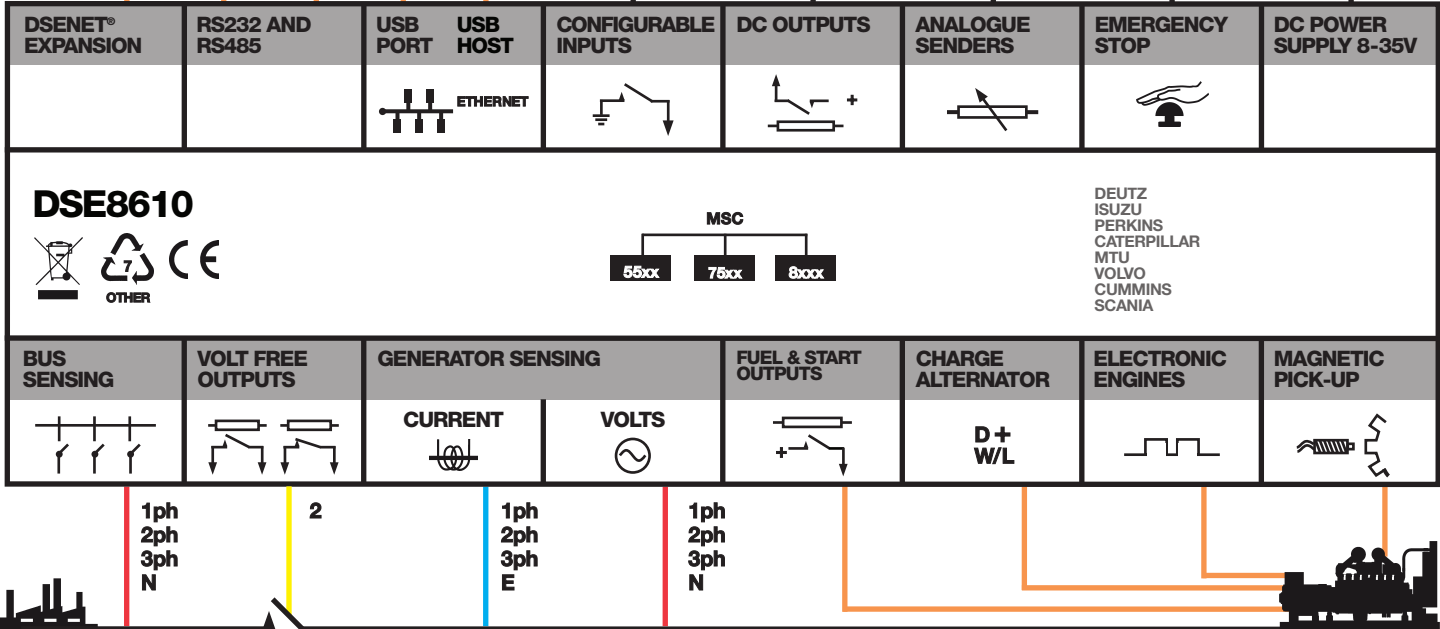 DSENET®
EXPANSION
RS232 AND
RS485
USB
PORT
USB
HOST
CONFIGURABLE
INPUTS
DC OUTPUTS
ANALOGUE
SENDERS
EMERGENCY
STOP
DC POWER
SUPPLY 8-35V
ETHERNET
+
DSE8610
7
OTHER
CE
MSC
55xx
75xx
8xxx
DEUTZ
ISUZU
PERKINS
CATERPILLAR
MTU
VOLVO
CUMMINS
SCANIA
BUS
SENSING
VOLT FREE
OUTPUTS
GENERATOR SENSING
FUEL & START
OUTPUTS
CHARGE
ALTERNATOR
ELECTRONIC
ENGINES
MAGNETIC
PICK-UP
CURRENT
VOLTS
+
D+
W/L
1ph
2ph
3ph
N
2
1ph
2ph
3ph
E
1ph
2ph
3ph
N